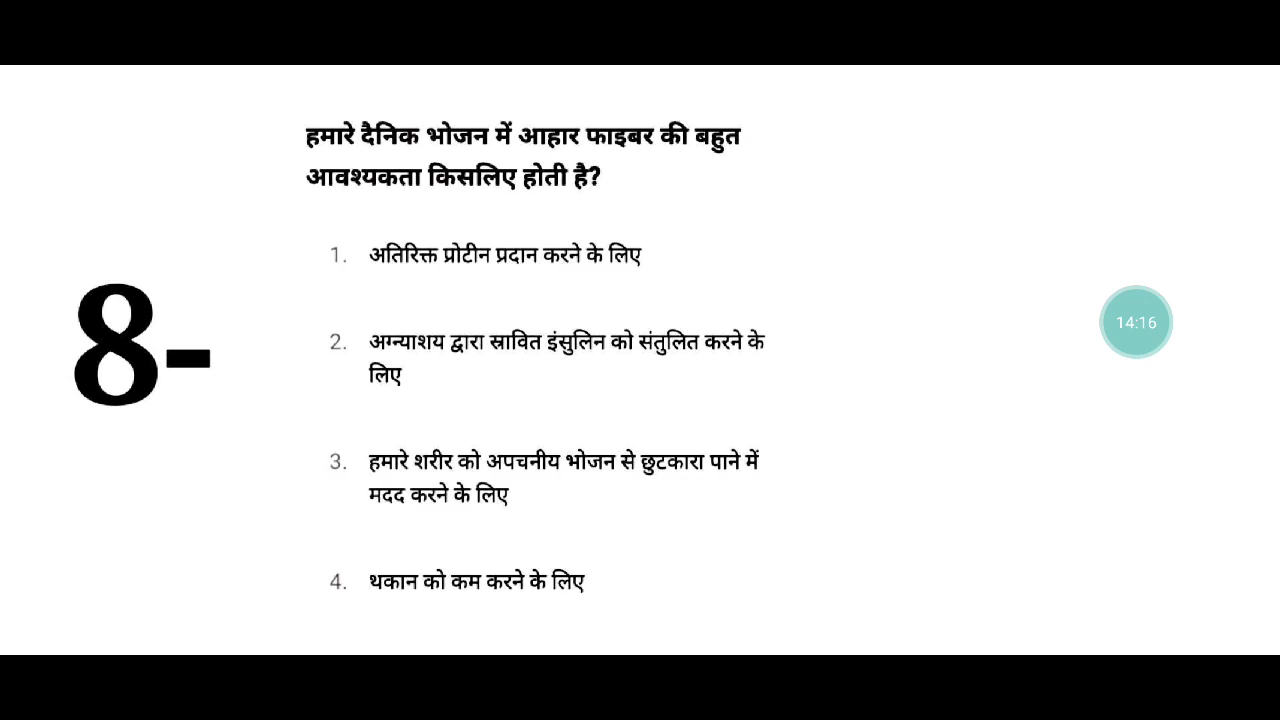 हमारे दैनिक भोजन में आहार फाइबर की बहुत
आवश्यकता किसलिए होती है?
1. अतिरिक्त प्रोटीन प्रदान करने के लिए
8-
2. अग्न्याशय द्वारा स्रावित इंसुलिन को संतुलित करने के
लिए
14:16
3. हमारे शरीर को अपचनीय भोजन से छुटकारा पाने में
मदद करने के लिए
4. थकान को कम करने के लिए